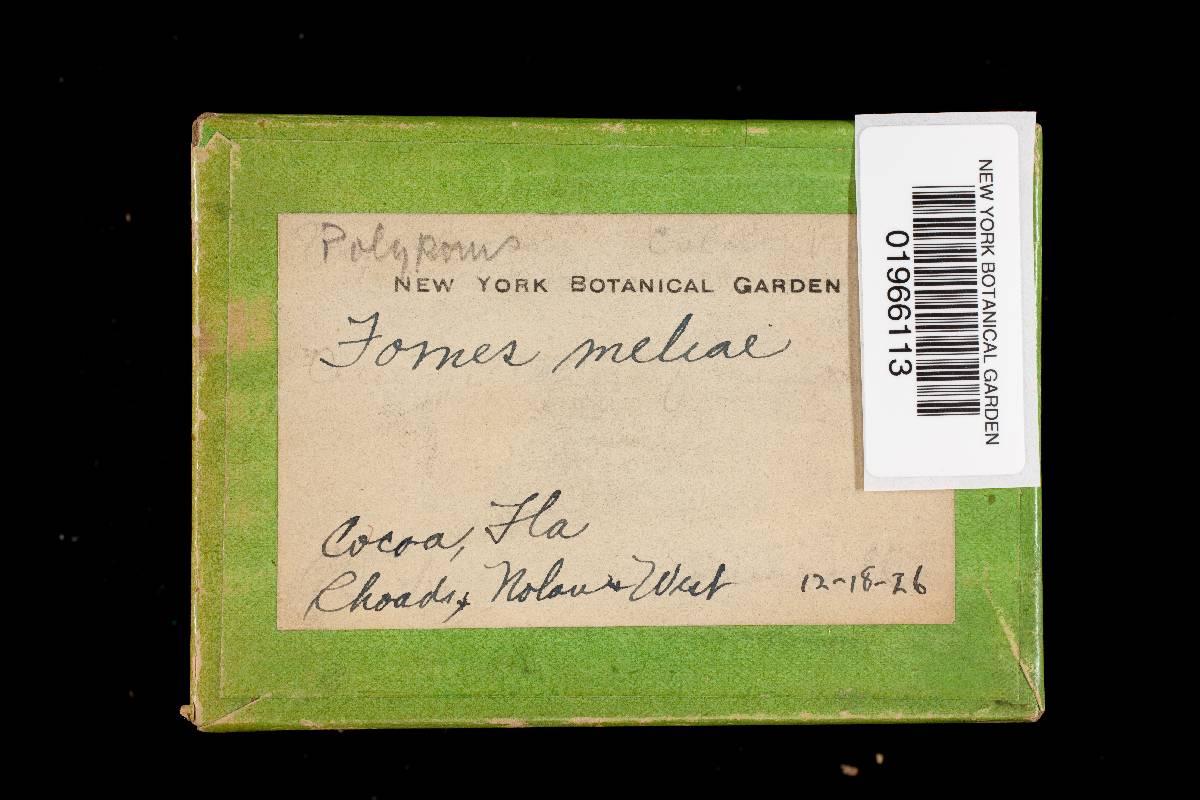 Polyporus
NEW YORK BOTANICAL GARDEN
Fomes meliae
Cocoa, Fla
Rhoads, Nolan + West 12-18-26
NEW YORK BOTANICAL GARDEN
01966113